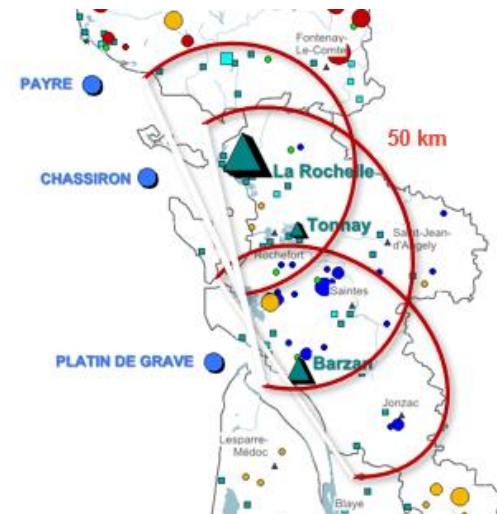 Fontenay-
Le-Comte
PAYRE
50 km
La Rochelle
CHASSIRON
Tonnay
Saint-Jean-
d'Angely
Rochefort
Saintes
PLATIN DE GRAVE
Barzan
Jonzac
Lesparre-
Médoc
Blaye